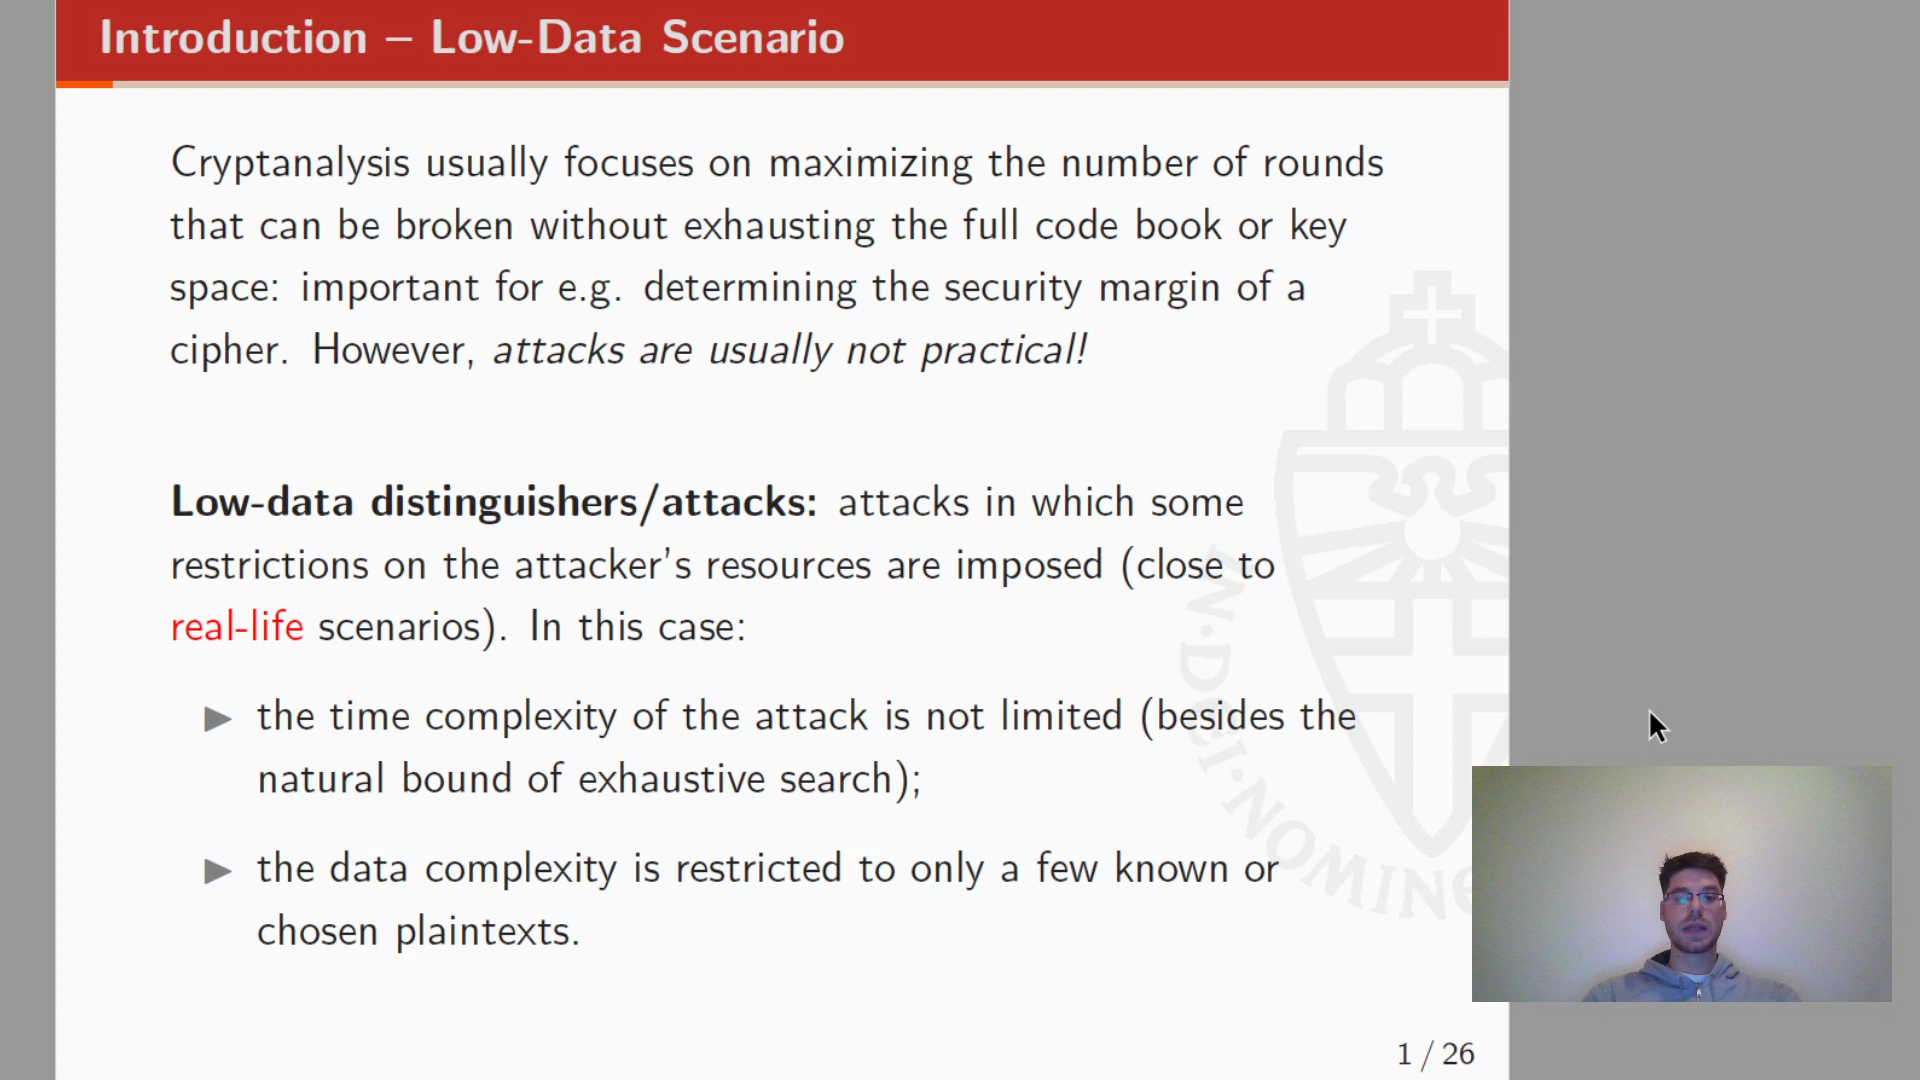 Introduction – Low-Data Scenario
Cryptanalysis usually focuses on maximizing the number of rounds
that can be broken without exhausting the full code book or key
space: important for e.g. determining the security margin of a
cipher. However, attacks are usually not practical!
Low-data distinguishers/attacks: attacks in which some
restrictions on the attacker's resources are imposed (close to
real-life scenarios). In this case:
▶ the time complexity of the attack is not limited (besides the
natural bound of exhaustive search);
▶ the data complexity is restricted to only a few known or
chosen plaintexts.
IN·DEI·NOMINE
1 / 26